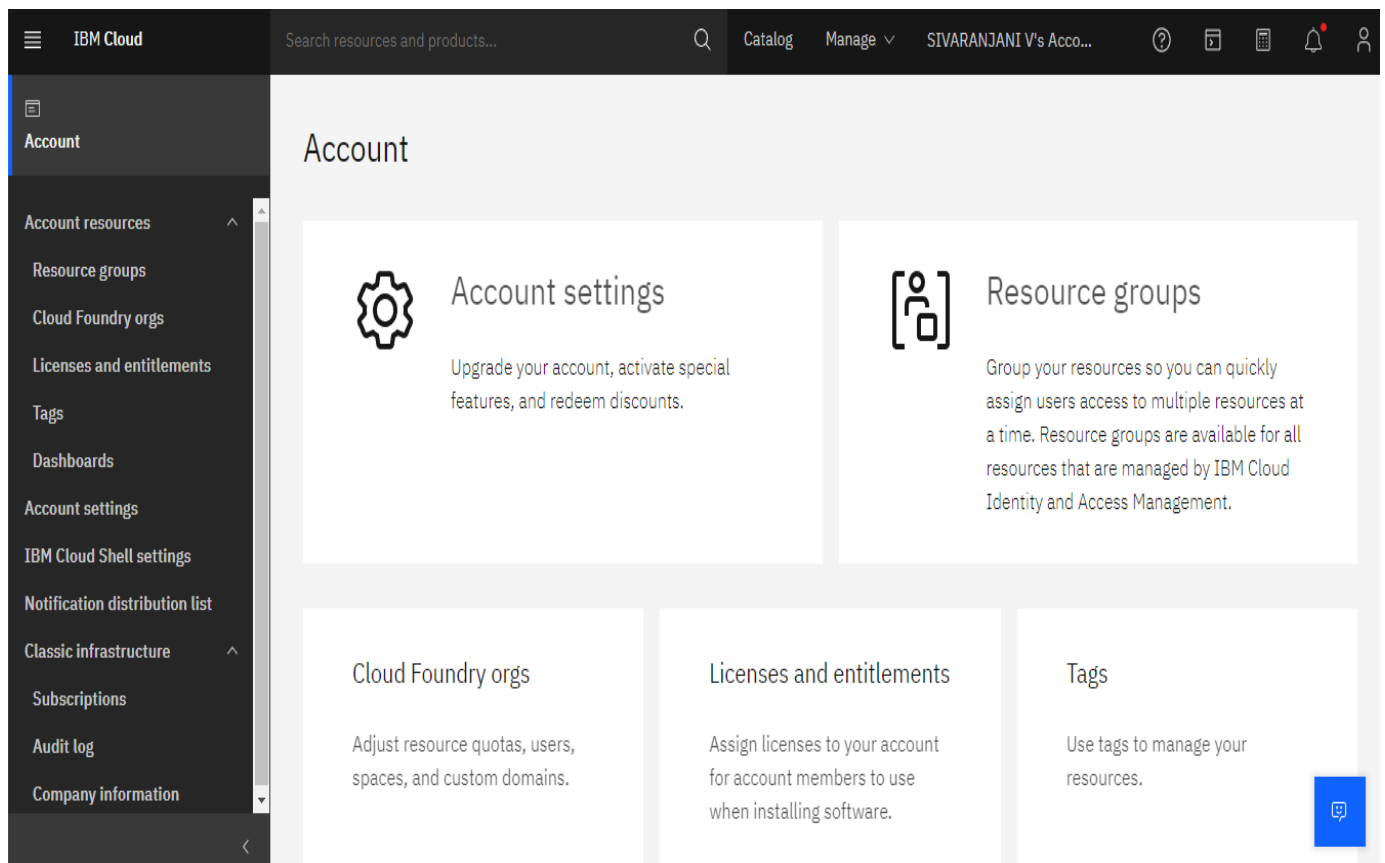 IBM Cloud
Search resources and products...
Catalog
Manage
SIVARANJANI V's Acco...
Account
Account resources
Resource groups
Cloud Foundry orgs
Licenses and entitlements
Tags
Dashboards
Account settings
IBM Cloud Shell settings
Notification distribution list
Classic infrastructure
Subscriptions
Audit log
Company information
Account
Account settings
Upgrade your account, activate special
features, and redeem discounts.
Resource groups
Group your resources so you can quickly
assign users access to multiple resources at
a time. Resource groups are available for all
resources that are managed by IBM Cloud
Identity and Access Management.
Cloud Foundry orgs
Adjust resource quotas, users,
spaces, and custom domains.
Licenses and entitlements
Assign licenses to your account
for account members to use
when installing software.
Tags
Use tags to manage your
resources.